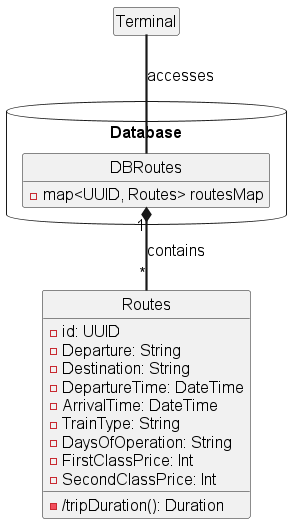 Terminal
accesses
Database
DBRoutes
map<UUID, Routes> routesMap
1
contains
*
Routes
id: UUID
Departure: String
Destination: String
DepartureTime: DateTime
ArrivalTime: DateTime
TrainType: String
DaysOfOperation: String
FirstClassPrice: Int
SecondClassPrice: Int
/tripDuration(): Duration